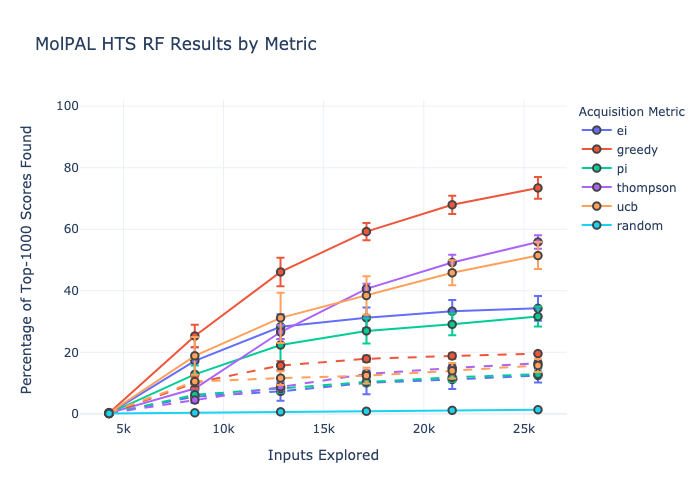 MolPAL HTS RF Results by Metric
Percentage of Top-1000 Scores Found
100
80
60
40
20
0
5k
10k
15k
20k
25k
Inputs Explored
Acquisition Metric
ei
greedy
pi
thompson
ucb
random